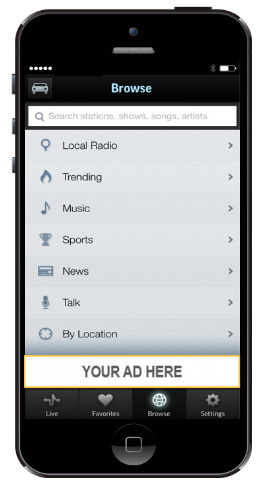 Browse
Search stations, shows, songs, artists
Local Radio
Trending
Music
Sports
News
Talk
By Location
YOUR AD HERE
Live Favorites Browse Settings